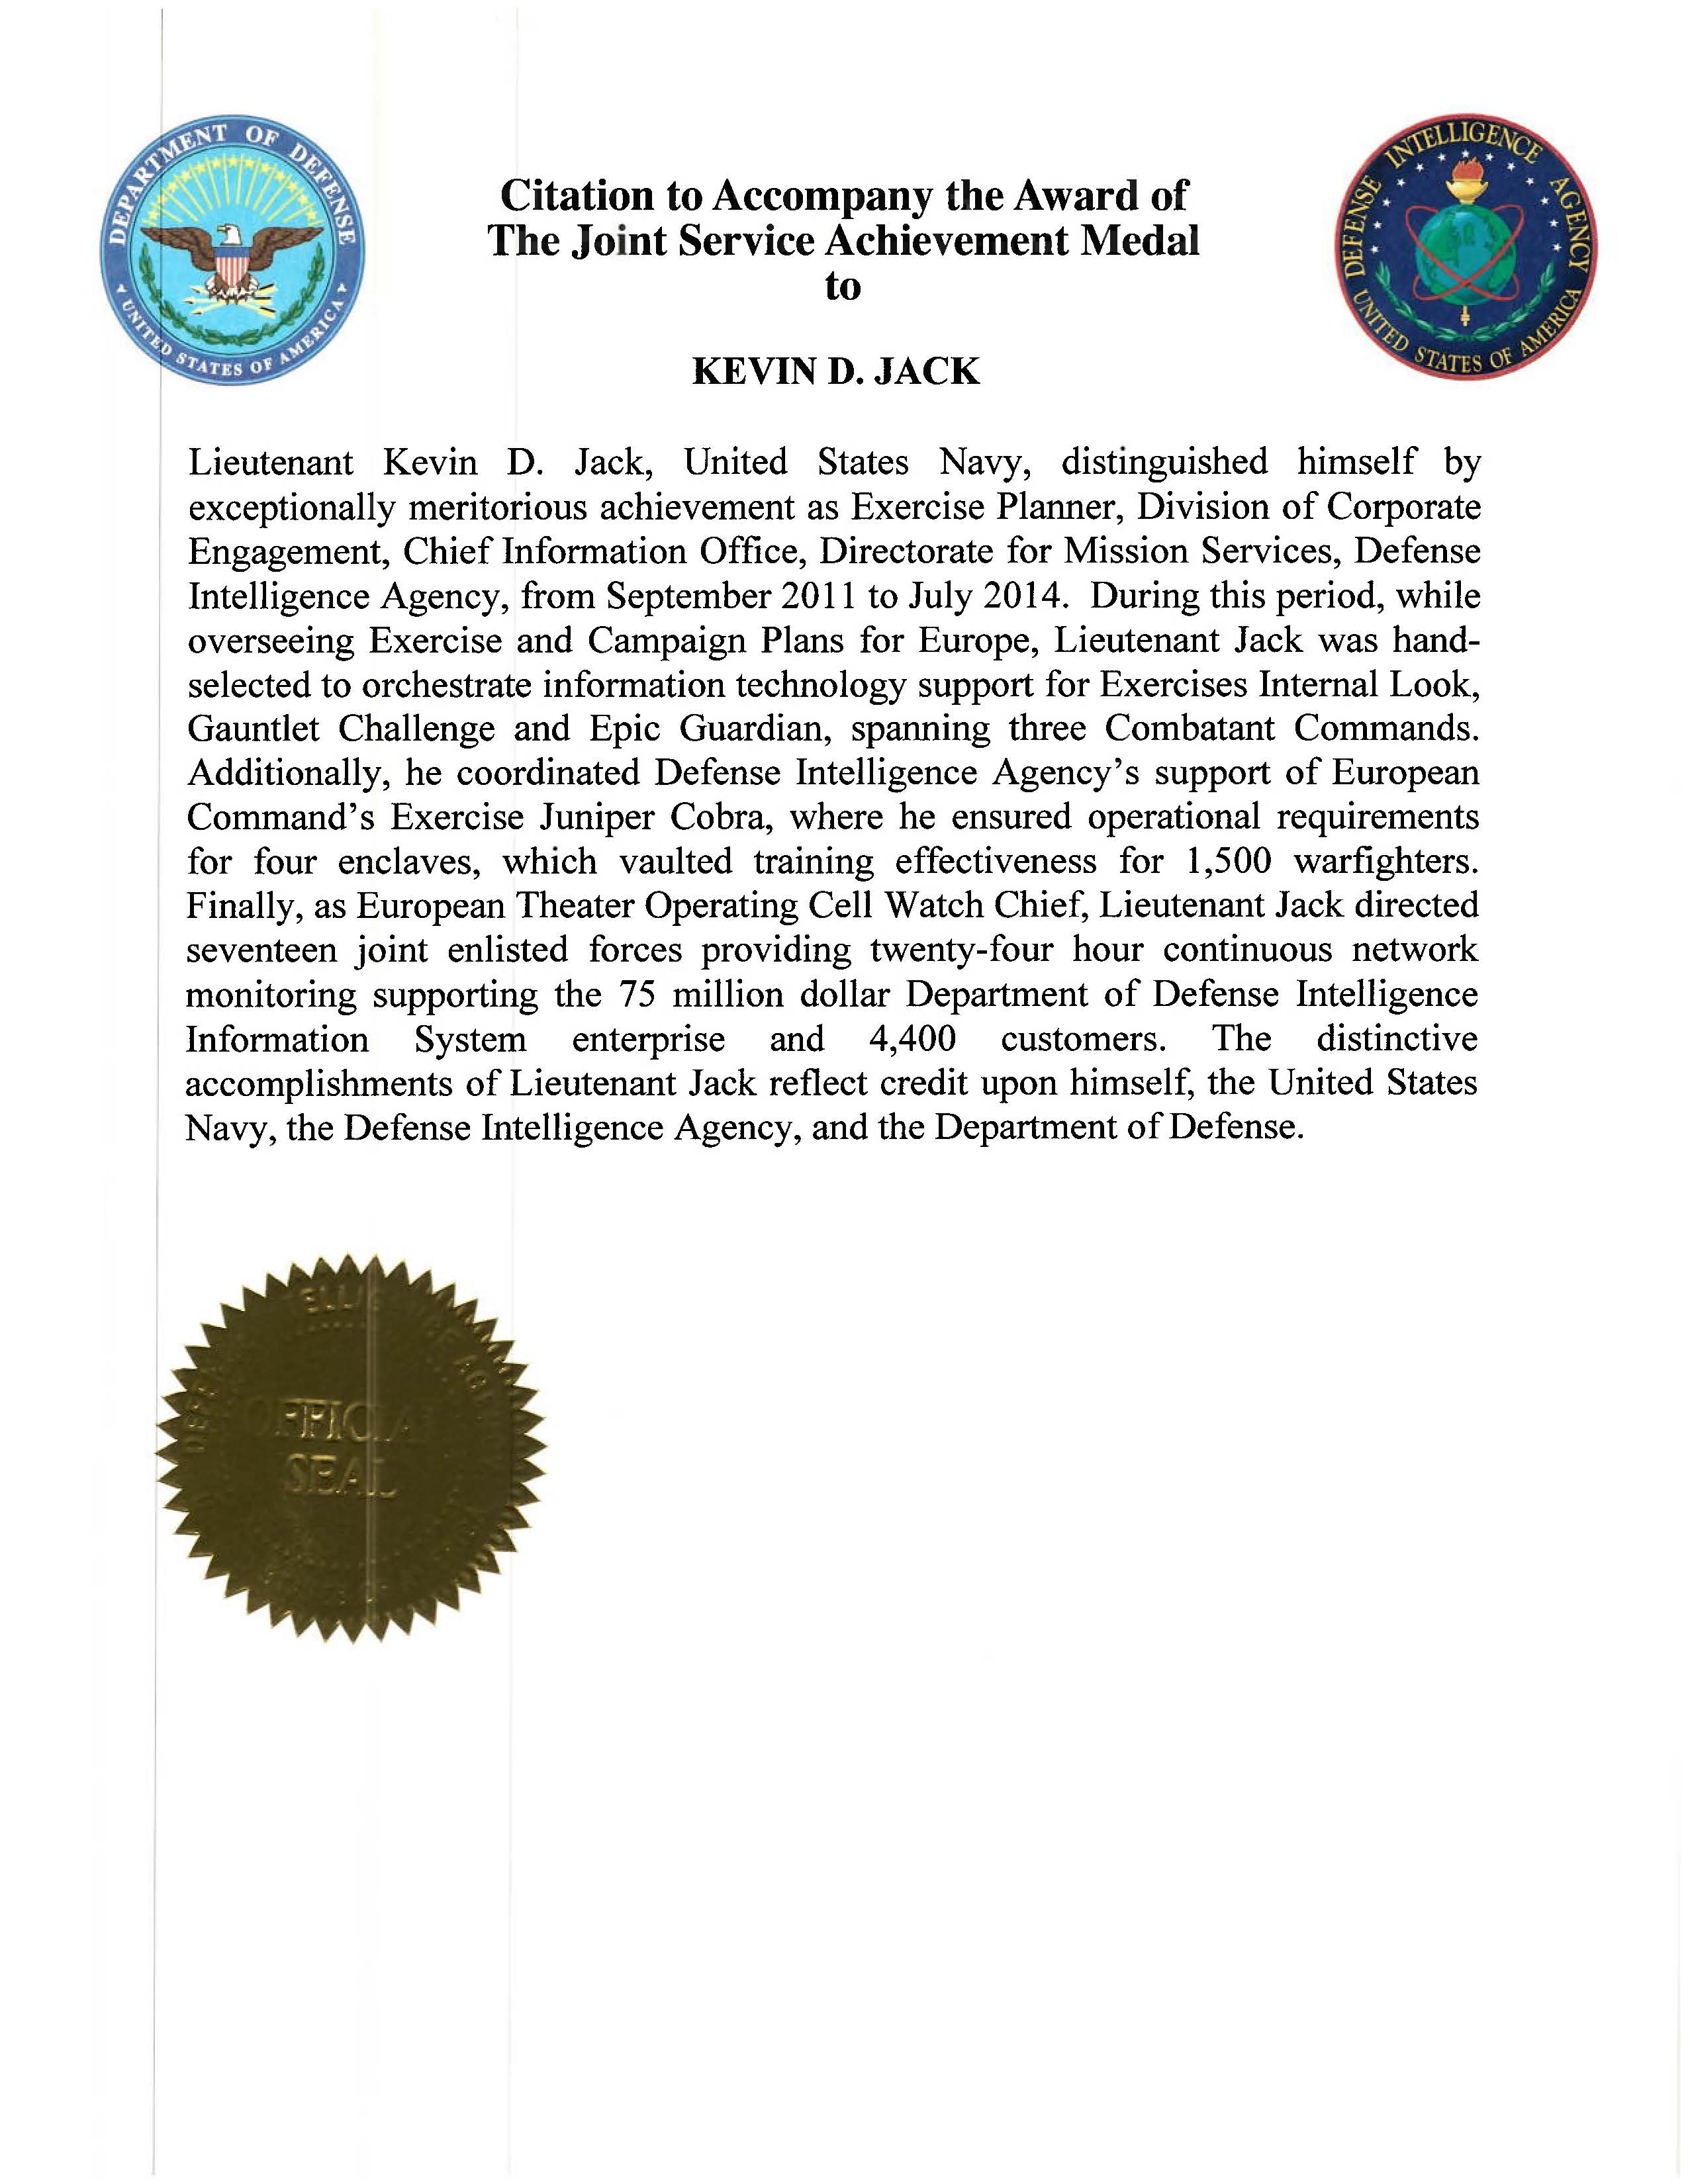 DEPARTMENT OF DEFENSE
UNITED STATES OF AMERICA
DEFENSE INTELLIGENCE AGENCY
UNITED STATES OF AMERICA
Citation to Accompany the Award of
The Joint Service Achievement Medal
to
KEVIN D. JACK
Lieutenant Kevin D. Jack, United States Navy, distinguished himself by
exceptionally meritorious achievement as Exercise Planner, Division of Corporate
Engagement, Chief Information Office, Directorate for Mission Services, Defense
Intelligence Agency, from September 2011 to July 2014. During this period, while
overseeing Exercise and Campaign Plans for Europe, Lieutenant Jack was hand-
selected to orchestrate information technology support for Exercises Internal Look,
Gauntlet Challenge and Epic Guardian, spanning three Combatant Commands.
Additionally, he coordinated Defense Intelligence Agency's support of European
Command's Exercise Juniper Cobra, where he ensured operational requirements
for four enclaves, which vaulted training effectiveness for 1,500 warfighters.
Finally, as European Theater Operating Cell Watch Chief, Lieutenant Jack directed
seventeen joint enlisted forces providing twenty-four hour continuous network
monitoring supporting the 75 million dollar Department of Defense Intelligence
Information System enterprise and 4,400 customers. The distinctive
accomplishments of Lieutenant Jack reflect credit upon himself, the United States
Navy, the Defense Intelligence Agency, and the Department of Defense.
OFFICIAL
SEAL